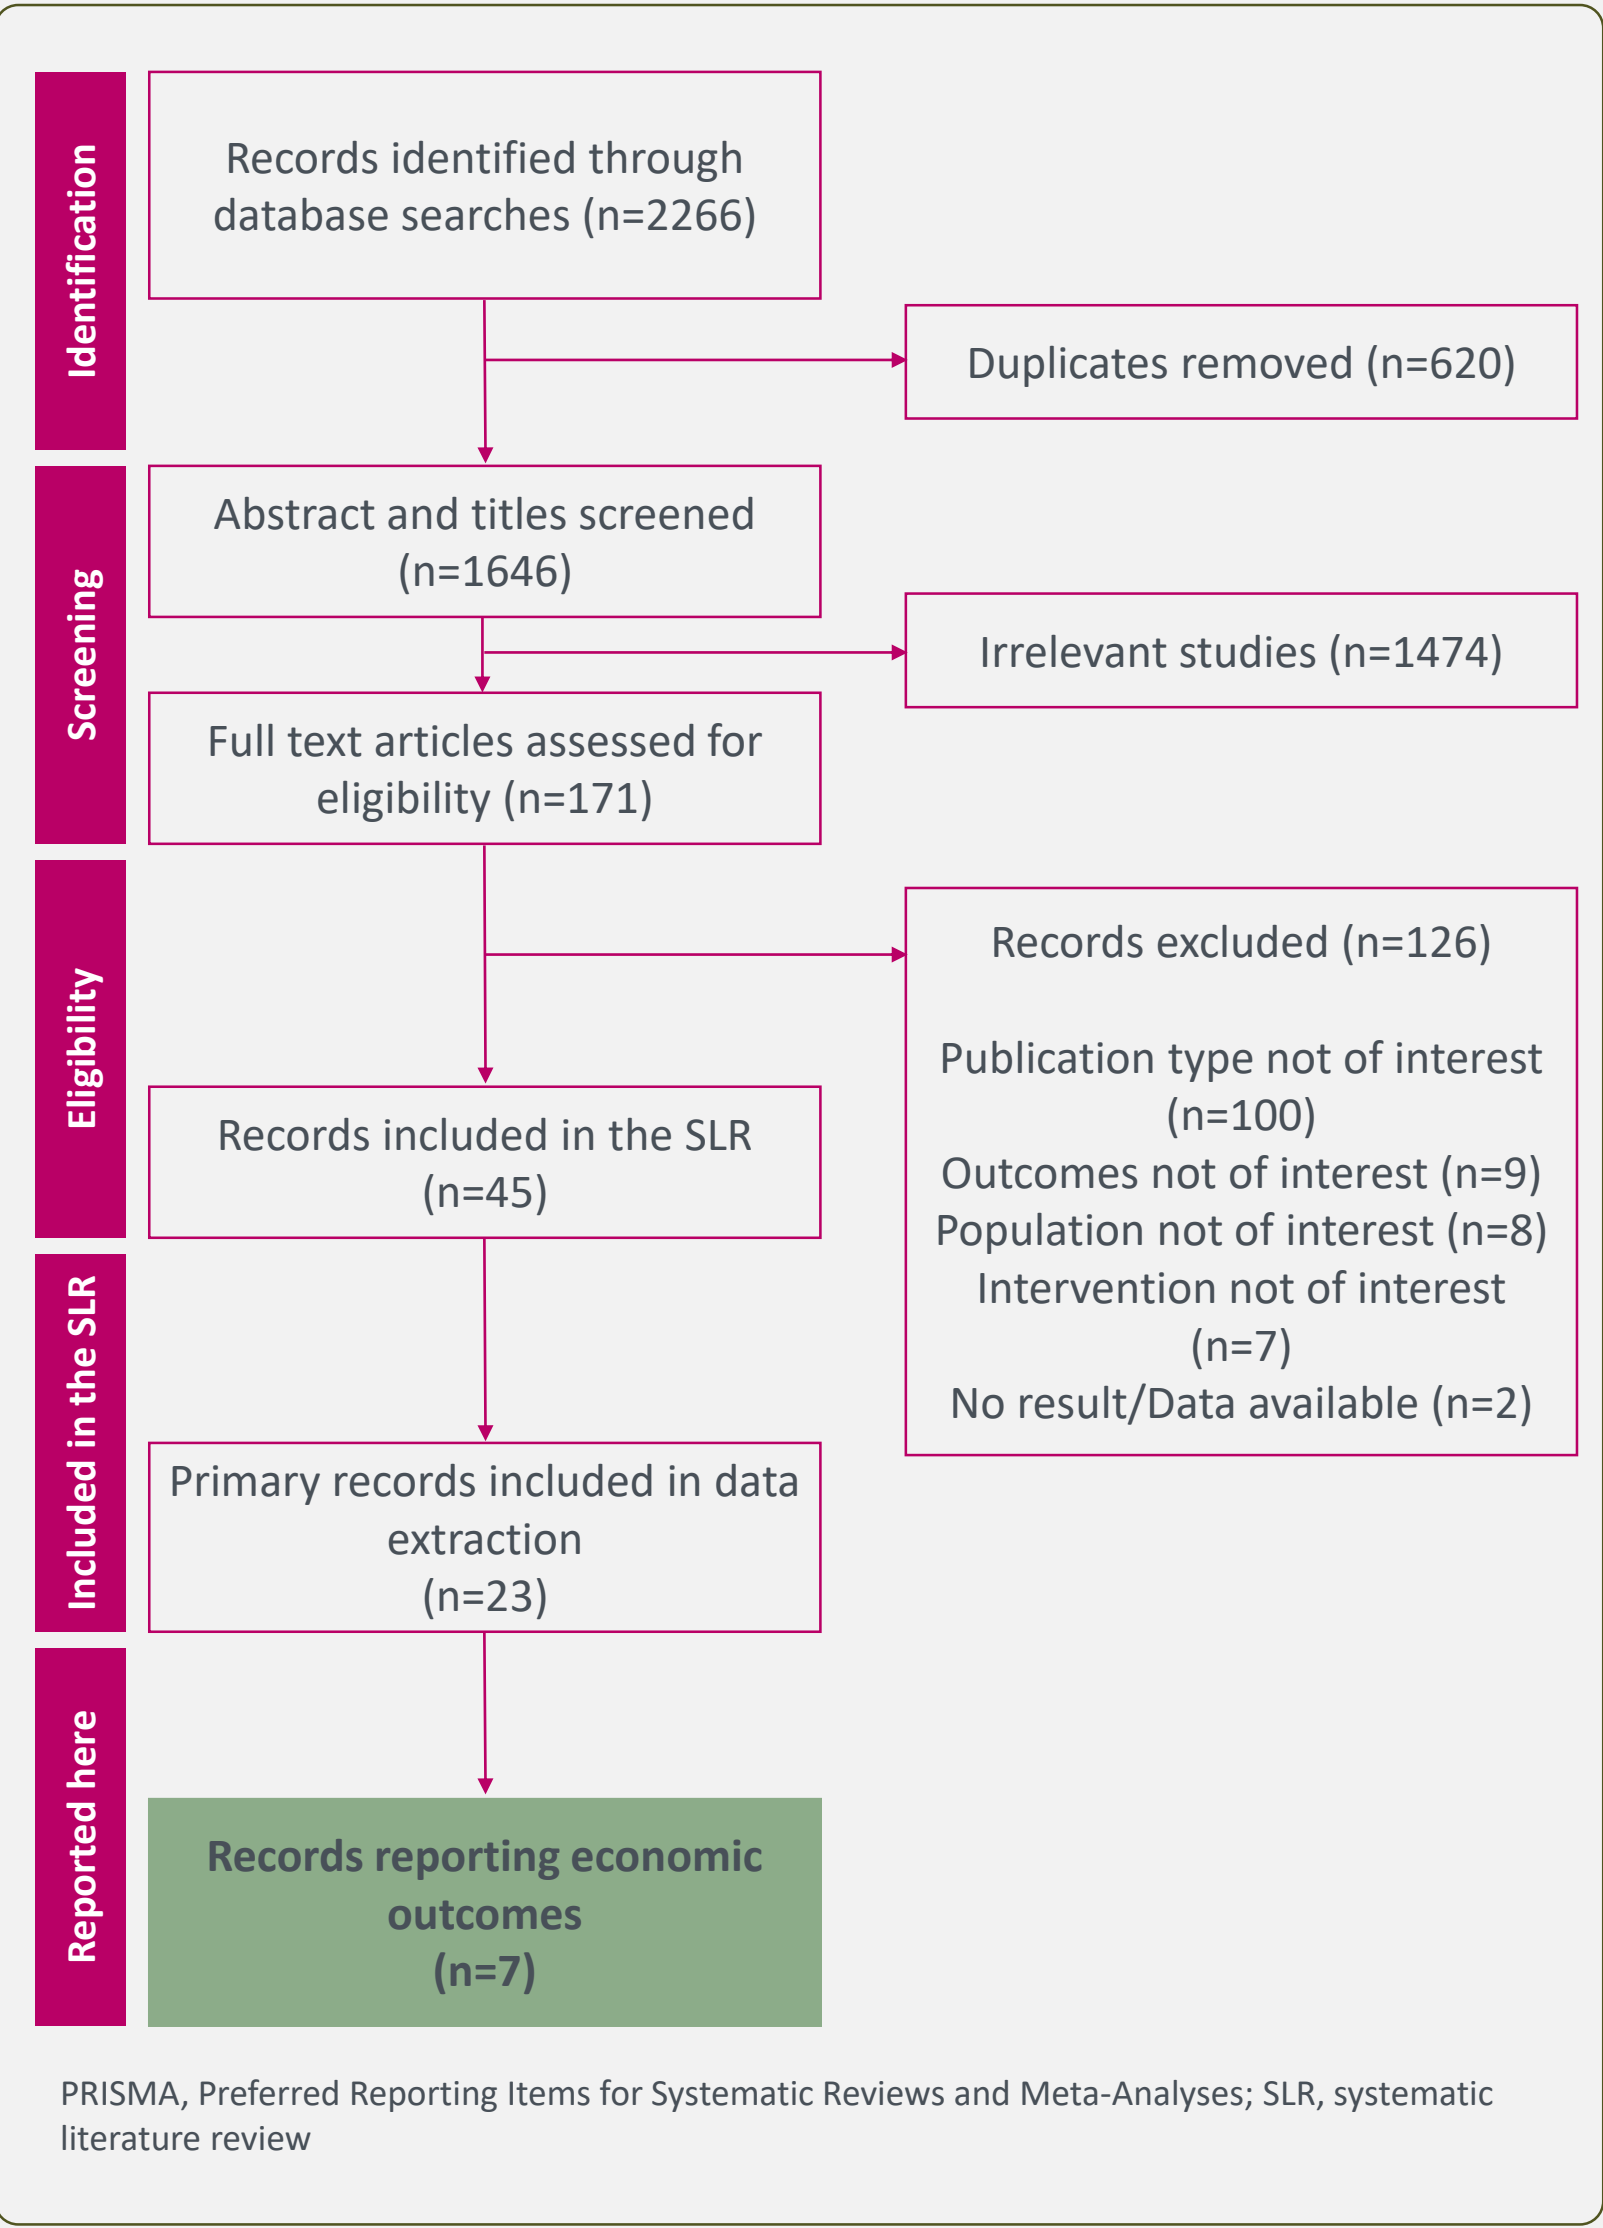 Identification
Records identified through
database searches (n=2266)
Duplicates removed (n=620)
Screening
Abstract and titles screened
(n=1646)
Irrelevant studies (n=1474)
Full text articles assessed for
eligibility (n=171)
Eligibility
Records excluded (n=126)
Publication type not of interest
(n=100)
Outcomes not of interest (n=9)
Population not of interest (n=8)
Intervention not of interest
(n=7)
No result/Data available (n=2)
Records included in the SLR
(n=45)
Included in the SLR
Primary records included in data
extraction
(n=23)
Reported here
Records reporting economic
outcomes
(n=7)
PRISMA, Preferred Reporting Items for Systematic Reviews and Meta-Analyses; SLR, systematic
literature review